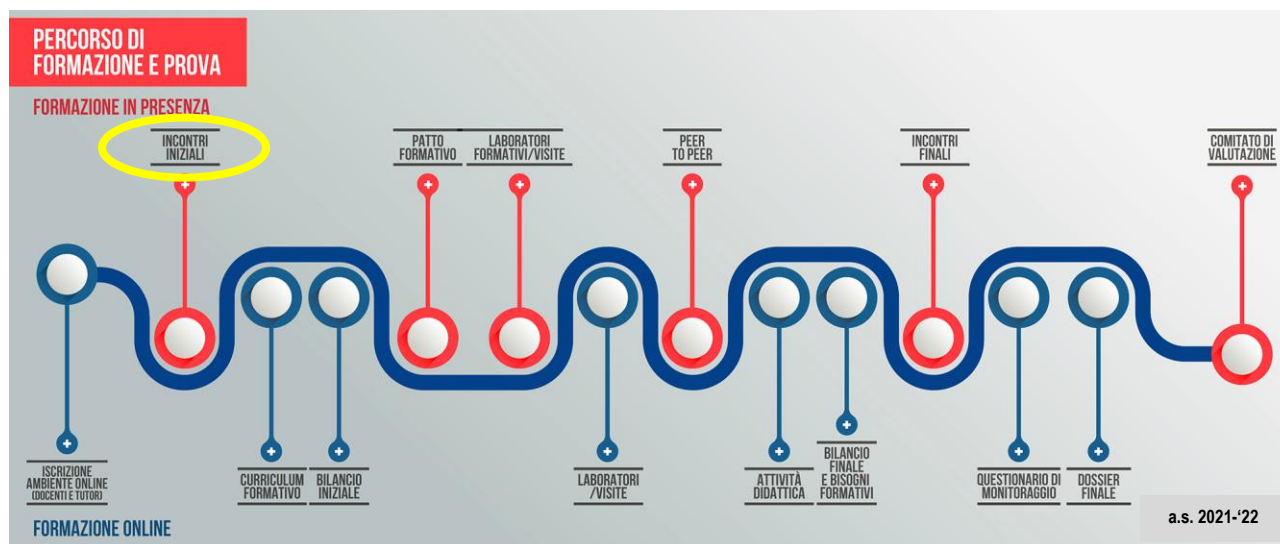 PERCORSO DI
FORMAZIONE E PROVA
FORMAZIONE IN PRESENZA
INCONTRI
INIZIALI
PATTO
FORMATIVO
LABORATORI
FORMATIVI/VISITE
PEER
TO PEER
INCONTRI
FINALI
COMITATO DI
VALUTAZIONE
ISCRIZIONE
AMBIENTE ONLINE
(DOCENTI E TUTOR)
CURRICULUM
FORMATIVO
BILANCIO
INIZIALE
LABORATORI
/VISITE
ATTIVITÀ
DIDATTICA
BILANCIO
FINALE
E BISOGNI
FORMATIVI
QUESTIONARIO DI
MONITORAGGIO
DOSSIER
FINALE
FORMAZIONE ONLINE
a.s. 2021-‘22